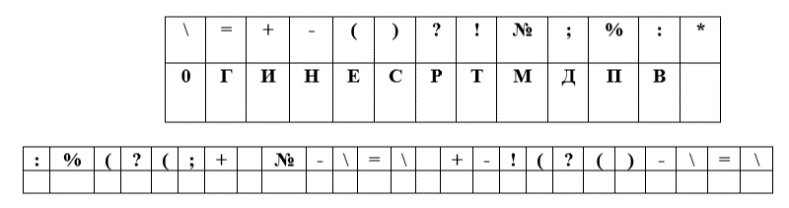 \ = + - ( ) ? ! № ; % : *
0 Г И Н Е С Р Т М Д П В
: % ( ? ( ; + № - \ = \ + - ! ( ? ( ) - \ = \